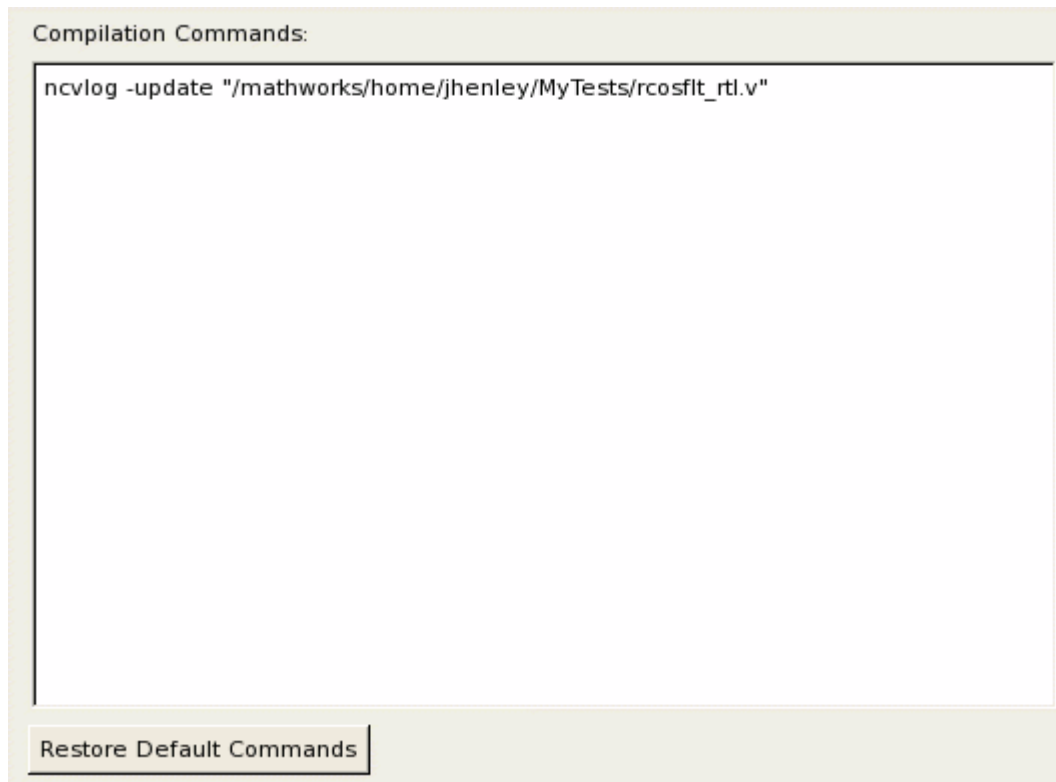 Compilation Commands:
ncvlog -update "/mathworks/home/jhenley/MyTests/rcosflt_rtl.v"
Restore Default Commands